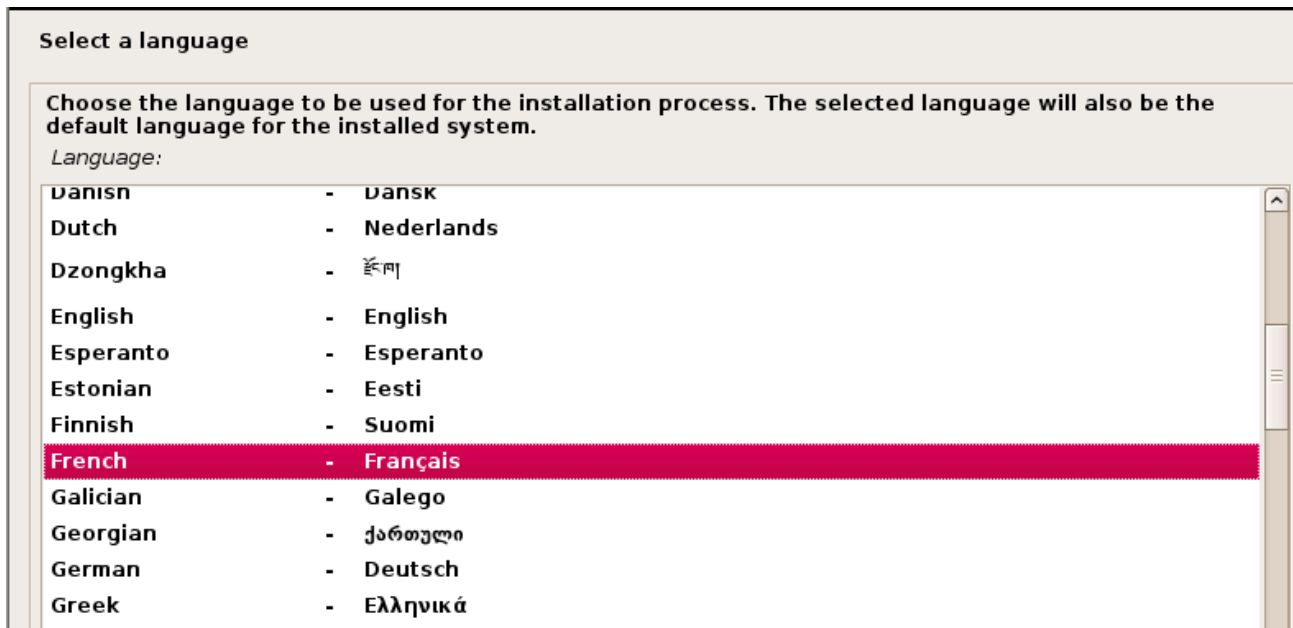 Select a language
Choose the language to be used for the installation process. The selected language will also be the
default language for the installed system.
Language:
Danish - Dansk
Dutch - Nederlands
Dzongkha - རྫོང་ཁ།
English - English
Esperanto - Esperanto
Estonian - Eesti
Finnish - Suomi
French - Français
Galician - Galego
Georgian - ქართული
German - Deutsch
Greek - Ελληνικά